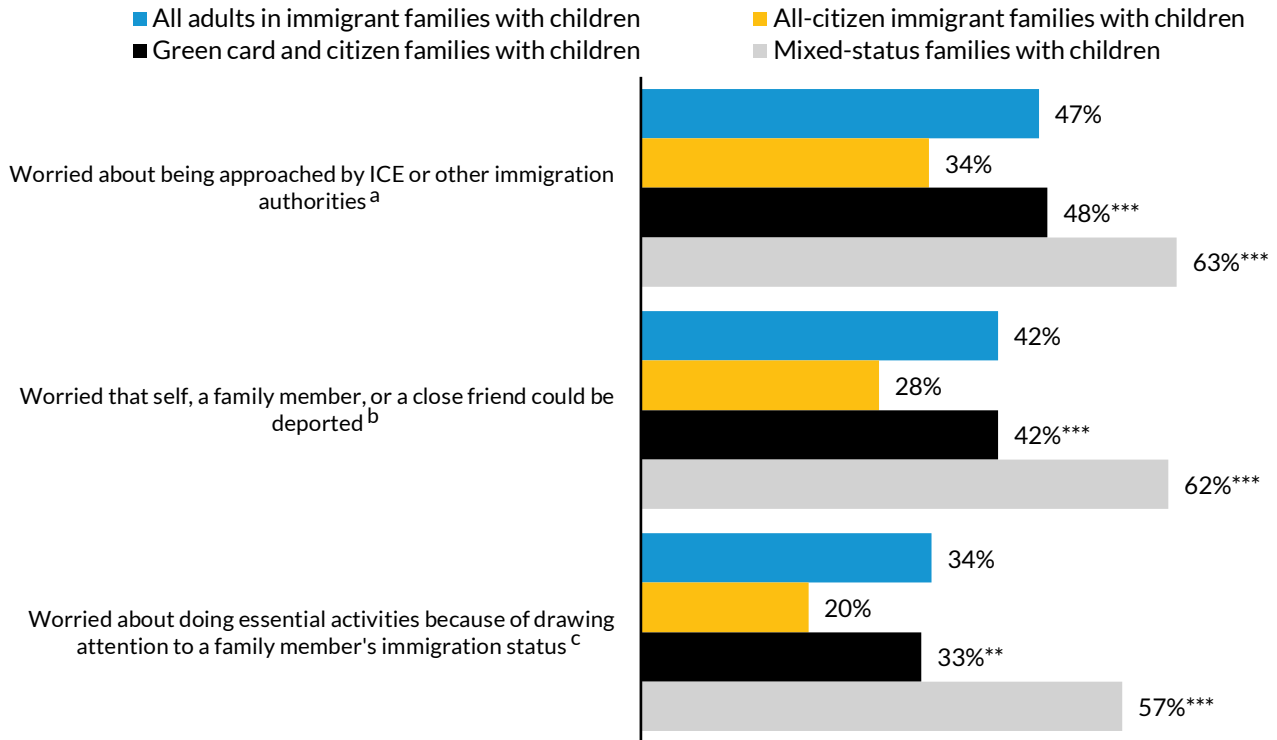 All adults in immigrant families with children
All-citizen immigrant families with children
Green card and citizen families with children
Mixed-status families with children
Worried about being approached by ICE or other immigration
authorities a
47%
34%
48%***
63%***
Worried that self, a family member, or a close friend could be
deported b
42%
28%
42%***
62%***
Worried about doing essential activities because of drawing
attention to a family member's immigration status c
34%
20%
33%**
57%***